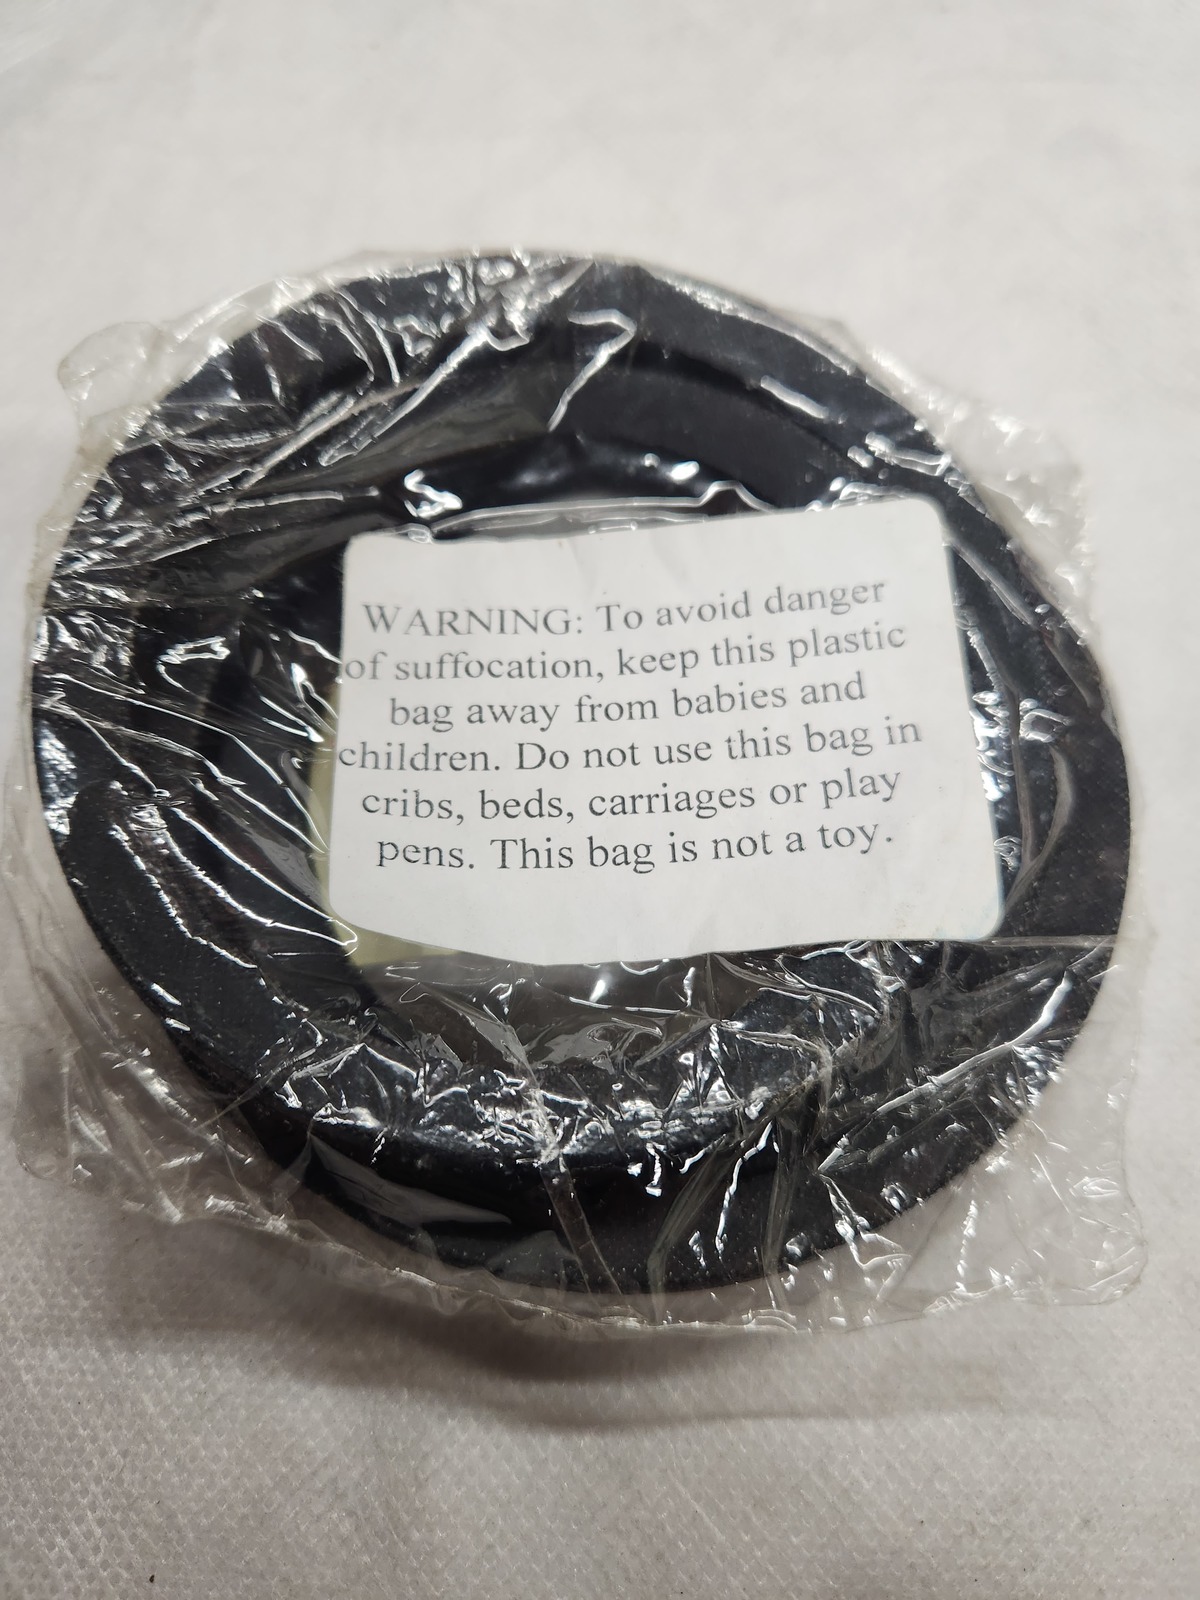 WARNING: To avoid danger
of suffocation, keep this plastic
bag away from babies and
children. Do not use this bag in
cribs, beds, carriages or play
pens. This bag is not a toy.